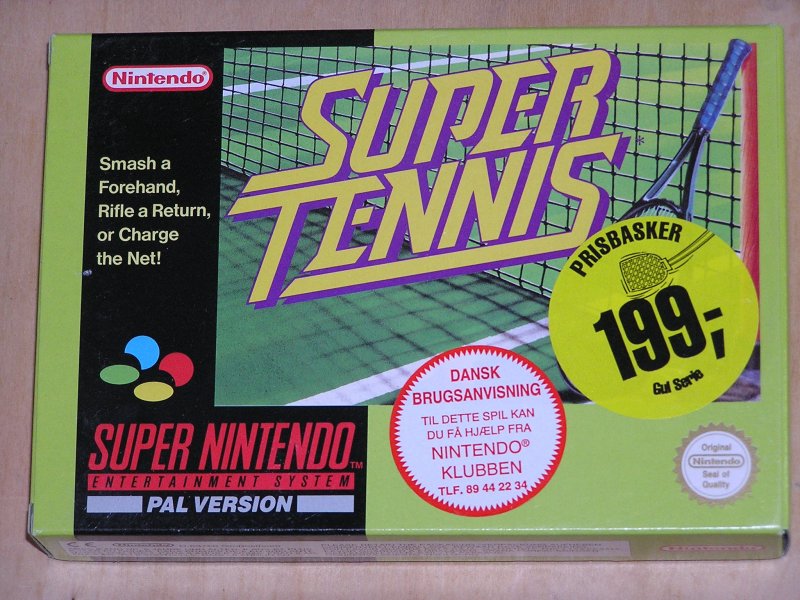 Nintendo®
SUPER
TENNIS
Smash a
Forehand,
Rifle a Return,
or Charge
the Net!
PRISBASKER
199,-
Gul Serie
DANSK
BRUGSANVISNING
TIL DETTE SPIL KAN
DU FÅ HJÆLP FRA
NINTENDO®
KLUBBEN
TLF. 89 44 22 34
SUPER NINTENDO™
ENTERTAINMENT SYSTEM
PAL VERSION
Original
Nintendo
Seal of
Quality
CE
Nintendo
Nintendo